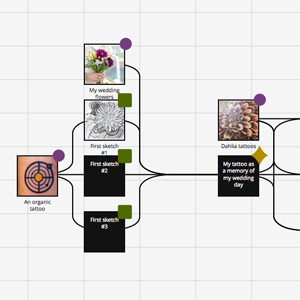 My wedding
flowers
First sketch
#1
First sketch
#2
An organic
tattoo
First sketch
#3
Dahlia tattoos
My tattoo as
a memory of
my wedding
day